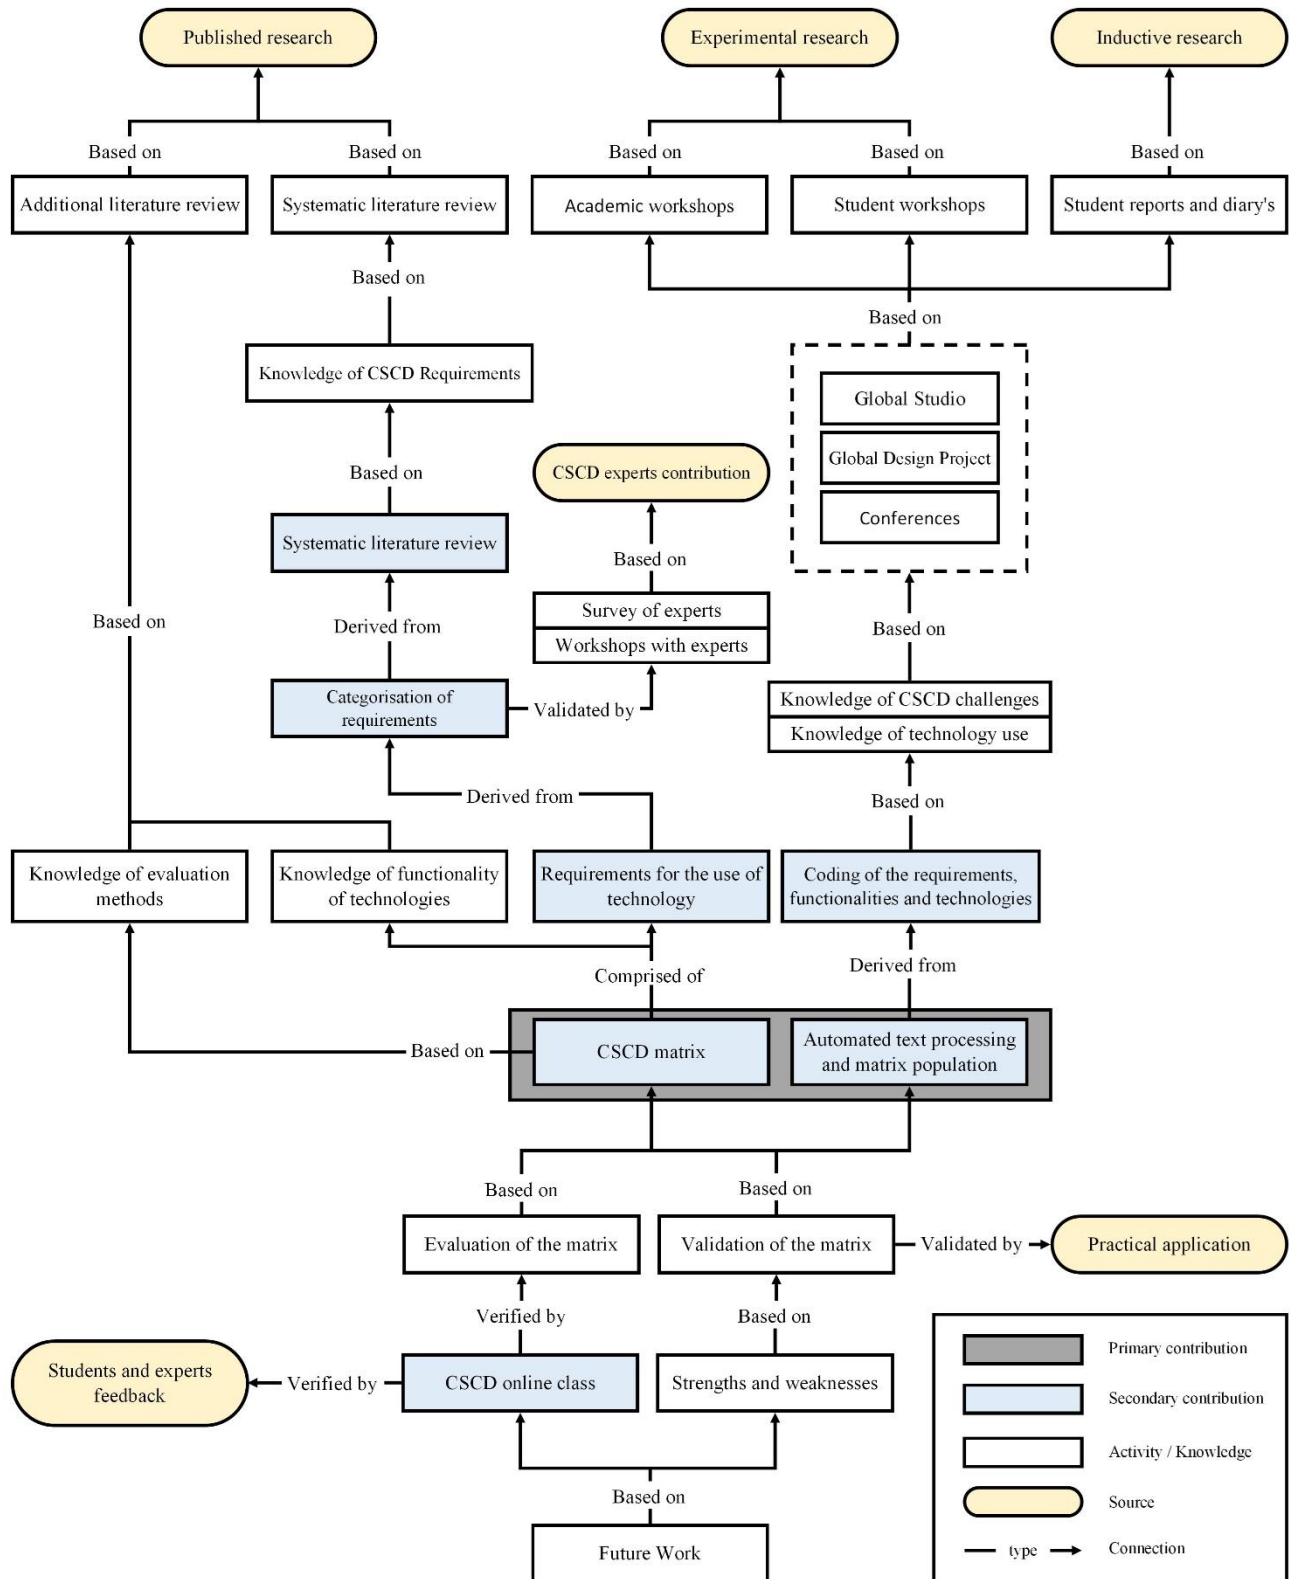 Published research
Experimental research
Inductive research
Based on
Based on
Based on
Based on
Based on
Additional literature review
Systematic literature review
Academic workshops
Student workshops
Student reports and diary's
Based on
Based on
Knowledge of CSCD Requirements
Global Studio
Global Design Project
Conferences
Based on
CSCD experts contribution
Systematic literature review
Based on
Survey of experts
Workshops with experts
Based on
Derived from
Based on
Categorisation of
requirements
Validated by
Knowledge of CSCD challenges
Knowledge of technology use
Derived from
Based on
Knowledge of evaluation
methods
Knowledge of functionality
of technologies
Requirements for the use of
technology
Coding of the requirements,
functionalities and technologies
Comprised of
Derived from
Based on
CSCD matrix
Automated text processing
and matrix population
Based on
Based on
Evaluation of the matrix
Validation of the matrix
Validated by
Practical application
Verified by
Based on
Students and experts
feedback
Verified by
CSCD online class
Strengths and weaknesses
Based on
Future Work
Primary contribution
Secondary contribution
Activity / Knowledge
Source
type
Connection